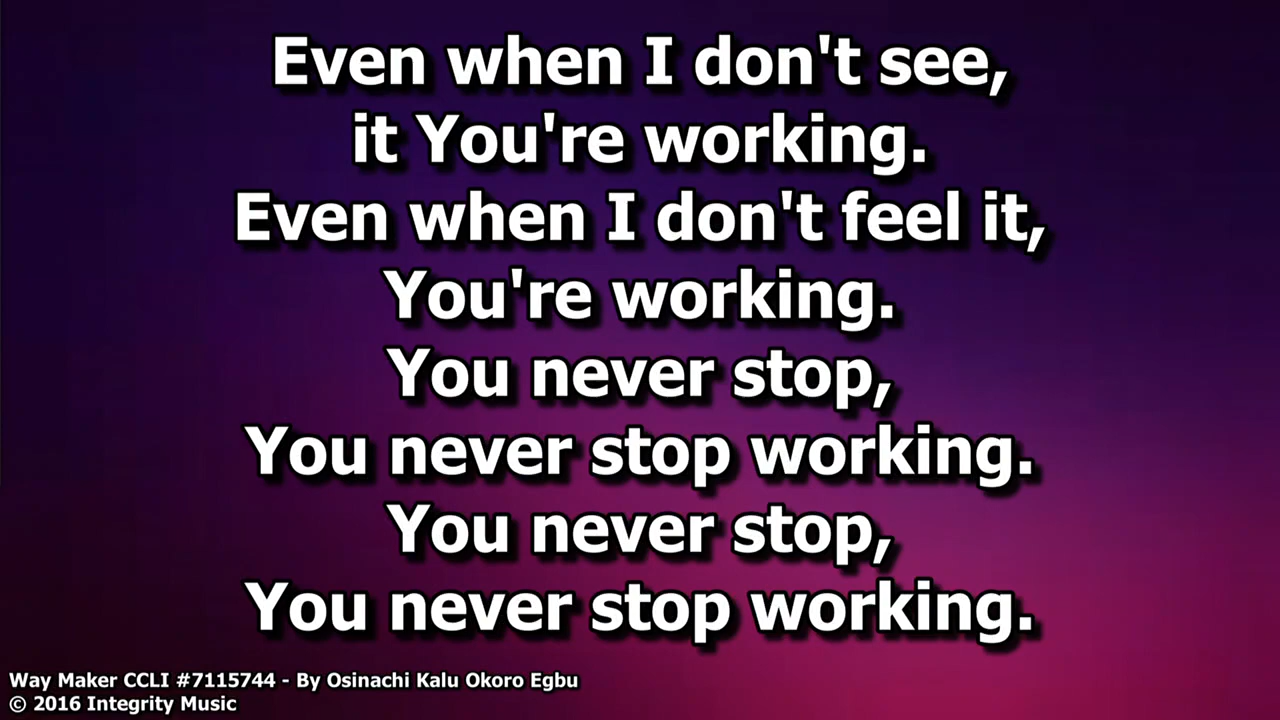 Even when I don't see,
it You're working.
Even when I don't feel it,
You're working.
You never stop,
You never stop working.
You never stop,
You never stop working.
Way Maker CCLI #7115744 - By Osinachi Kalu Okoro Egbu
© 2016 Integrity Music